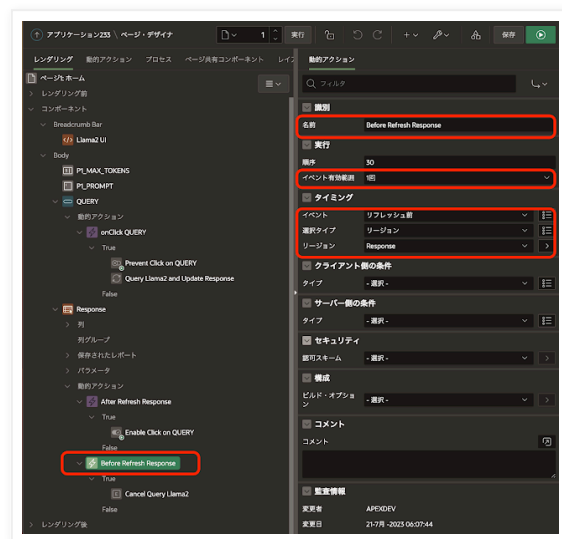 アプリケーション233 \ ページ・デザイナ
1
実行
保存
レンダリング 動的アクション プロセス ページ共有コンポーネント レイ
ページ1: ホーム
レンダリング前
コンポーネント
Breadcrumb Bar
Llama2 UI
Body
P1_MAX_TOKENS
P1_PROMPT
QUERY
動的アクション
onClick QUERY
True
Prevent Click on QUERY
Query Llama2 and Update Response
False
Response
列
列グループ
保存されたレポート
パラメータ
動的アクション
After Refresh Response
True
Enable Click on QUERY
False
Before Refresh Response
True
Cancel Query Llama2
False
レンダリング後
動的アクション
フィルタ
識別
名前 Before Refresh Response
実行
順序 30
イベント有効範囲 1回
タイミング
イベント リフレッシュ前
選択タイプ リージョン
リージョン Response
クライアント側の条件
タイプ - 選択 -
サーバー側の条件
タイプ - 選択 -
セキュリティ
認可スキーム - 選択 -
構成
ビルド・オプション - 選択 -
コメント
コメント
監査情報
変更者 APEXDEV
変更日 21-7月 -2023 06:07:44